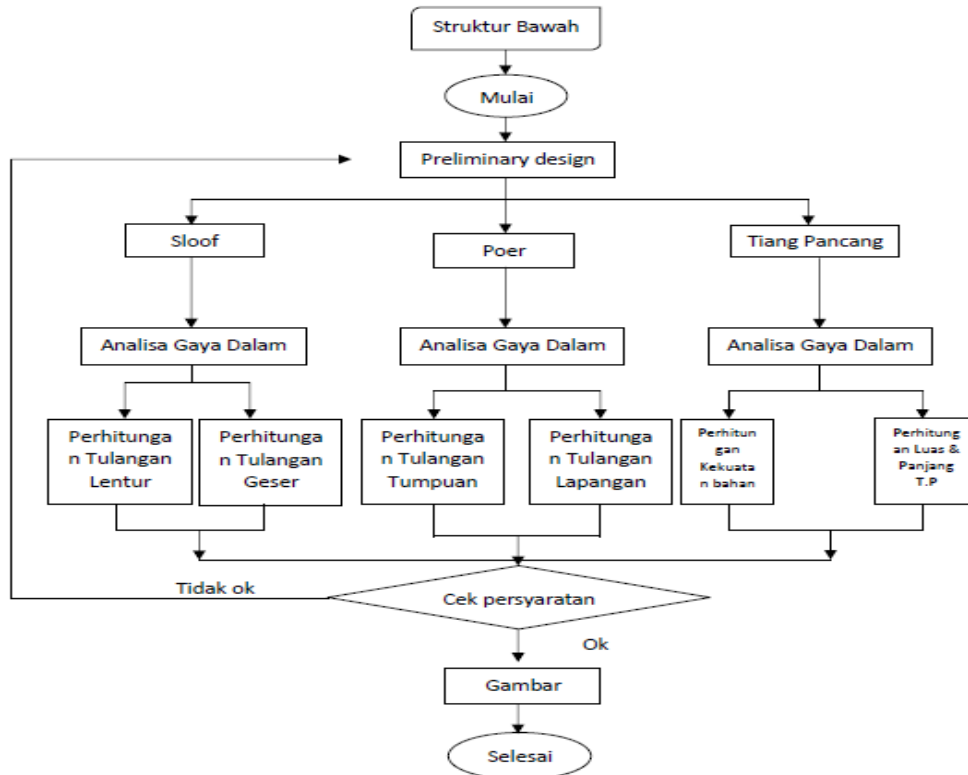 Struktur Bawah
Mulai
Preliminary design
Sloof
Poer
Tiang Pancang
Analisa Gaya Dalam
Analisa Gaya Dalam
Analisa Gaya Dalam
Perhitunga
n Tulangan
Lentur
Perhitunga
n Tulangan
Geser
Perhitunga
n Tulangan
Tumpuan
Perhitunga
n Tulangan
Lapangan
Perhitun
gan
Kekuata
n bahan
Perhitung
an Luas &
Panjang
T.P
Tidak ok
Cek persyaratan
Ok
Gambar
Selesai